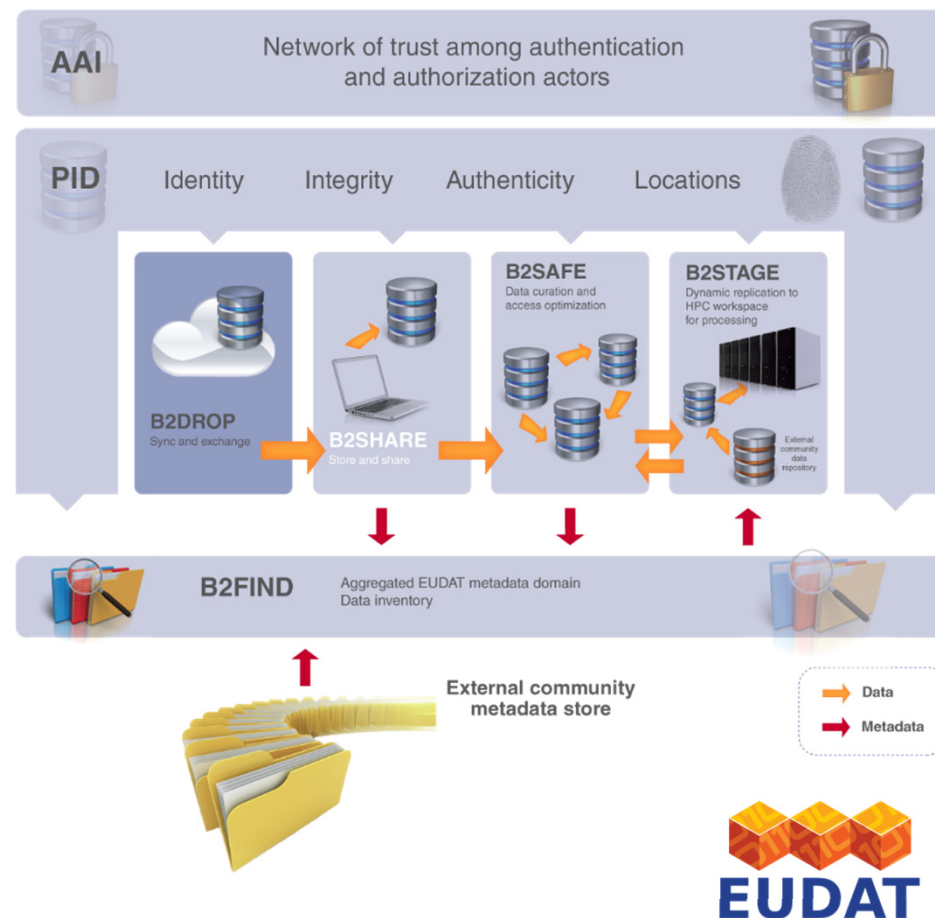 AAI
Network of trust among authentication
and authorization actors
PID
Identity
Integrity
Authenticity
Locations
B2DROP
Sync and exchange
B2SHARE
Store and share
B2SAFE
Data curation and
access optimization
B2STAGE
Dynamic replication to
HPC workspace
for processing
External
community
data
repository
B2FIND
Aggregated EUDAT metadata domain
Data inventory
External community
metadata store
Data
Metadata
EUDAT